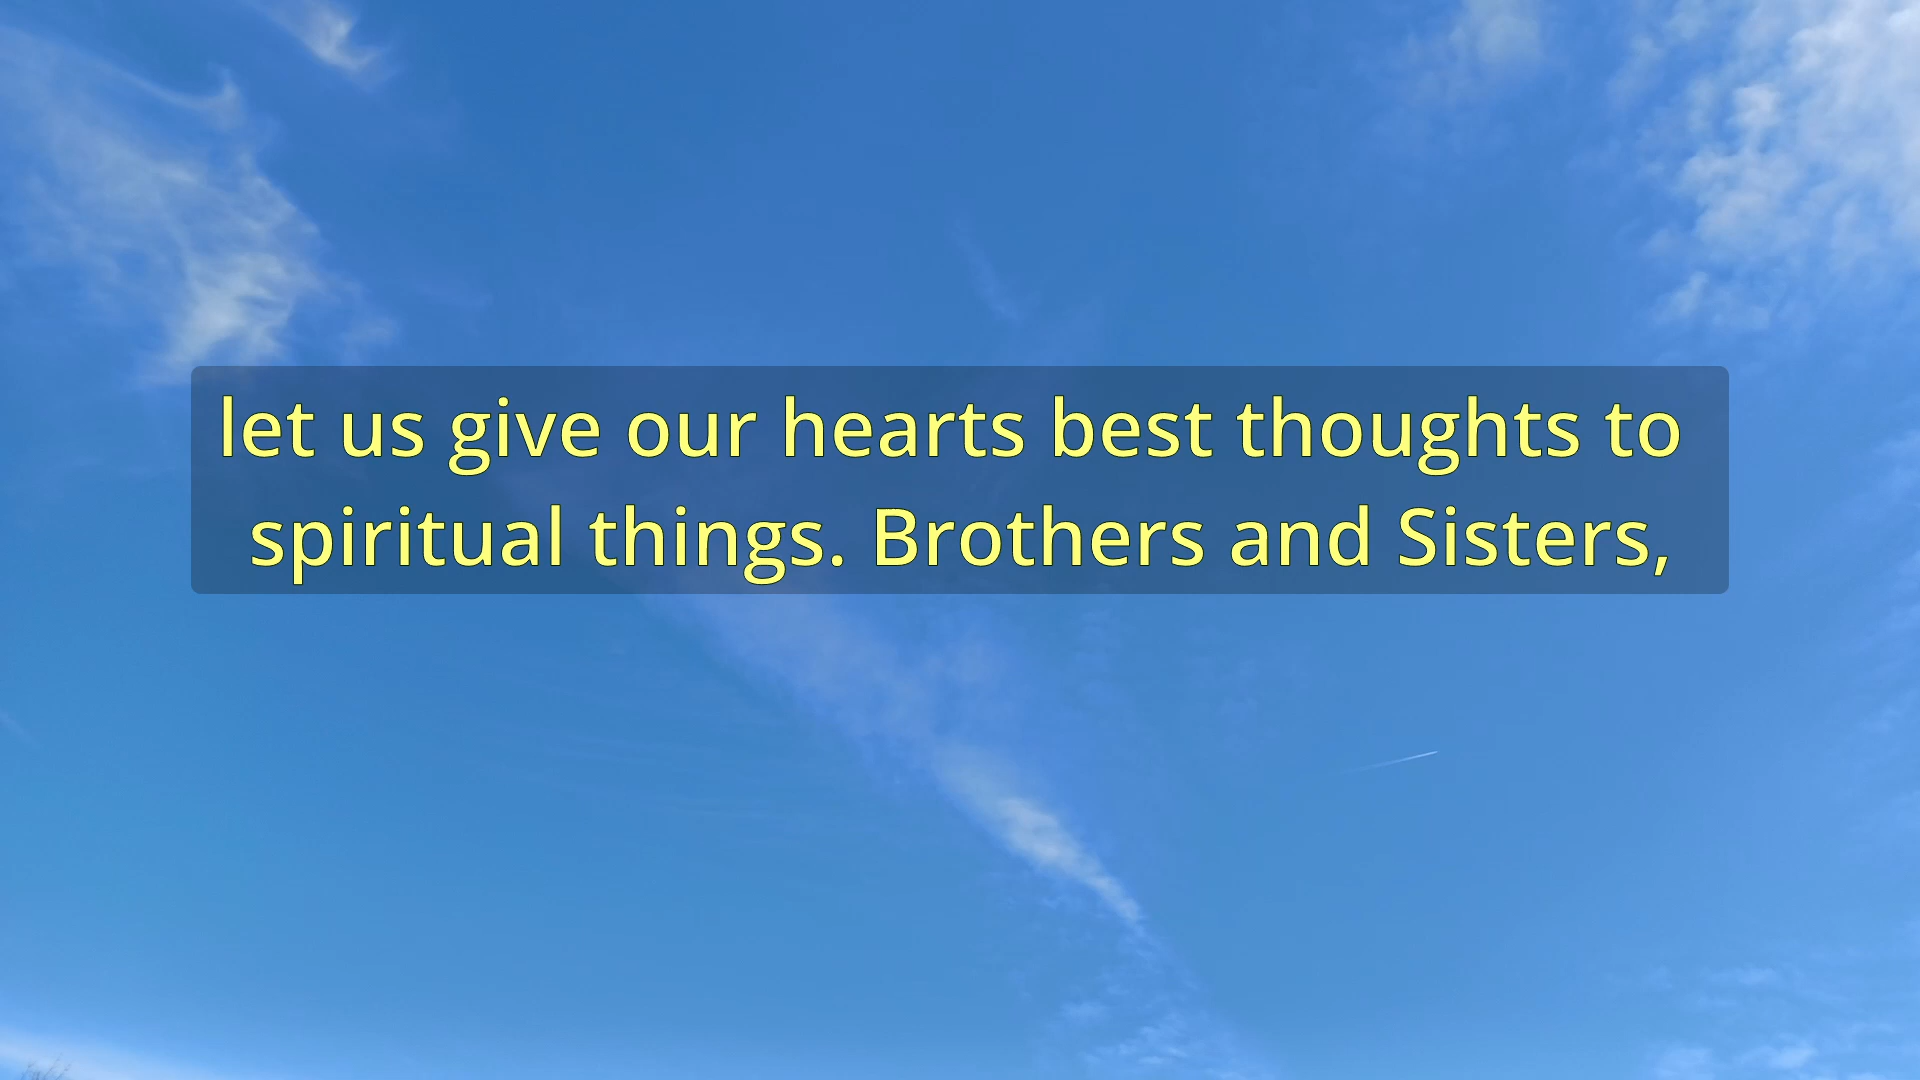 let us give our hearts best thoughts to
spiritual things. Brothers and Sisters,